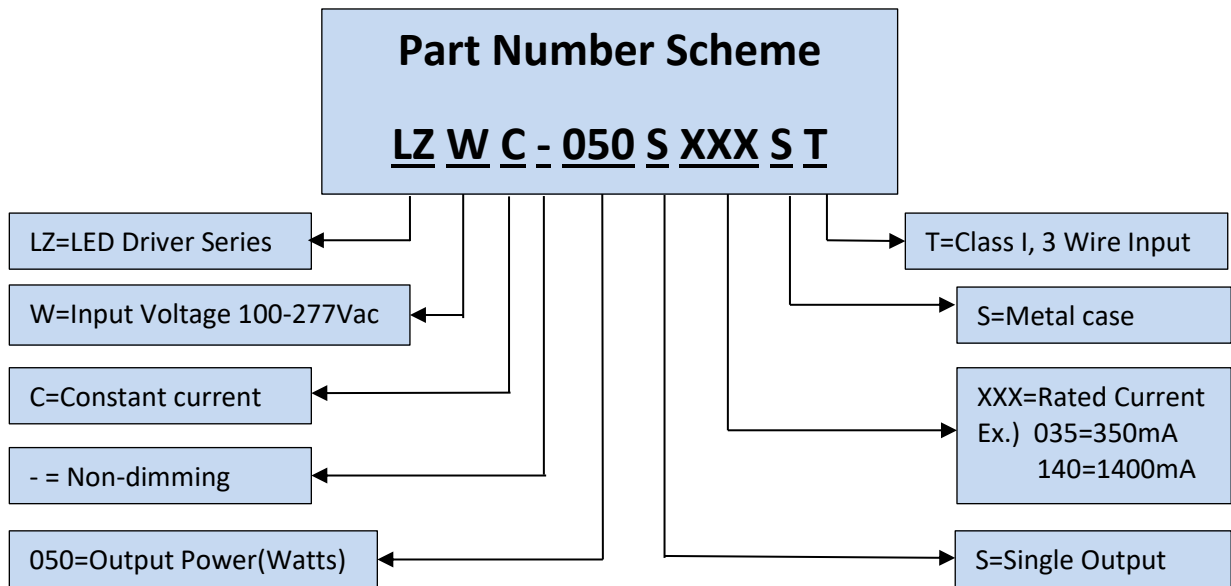 Part Number Scheme
LZ W C - 050 S XXX S T
LZ=LED Driver Series
W=Input Voltage 100-277Vac
C=Constant current
- = Non-dimming
050=Output Power(Watts)
T=Class I, 3 Wire Input
S=Metal case
XXX=Rated Current
Ex.) 035=350mA
140=1400mA
S=Single Output